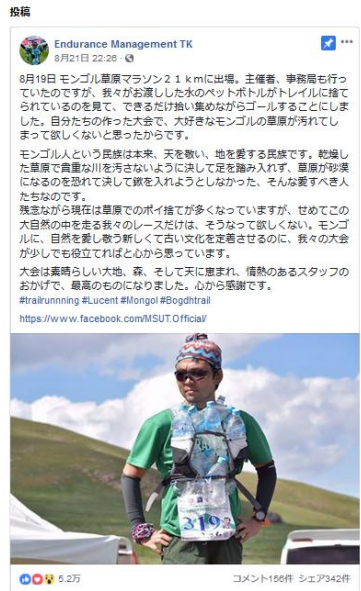 投稿
Endurance Management TK
8月21日 22:26 ·
8月19日 モンゴル草原マラソン２１ｋｍに出場。主催者、事務局も行っ
ていたのですが、我々がお渡しした水のペットボトルがトレイルに捨て
られているのを見て、できるだけ拾い集めながらゴールすることにしま
した。自分たちの作った大会で、大好きなモンゴルの草原が汚れてし
まって欲しくないと思ったからです。
モンゴル人という民族は本来、天を敬い、地を愛する民族です。乾燥し
た草原で貴重な川を汚さないように決して足を踏み入れず、草原が砂漠
になるのを恐れて決して鍬を入れようとしなかった、そんな愛すべき人
たちなのです。
残念ながら現在は草原でのポイ捨てが多くなっていますが、せめてこの
大自然の中を走る我々のレースだけは、そうなって欲しくない。モンゴ
ルに、自然を愛し敬う新しくて古い文化を定着させるのに、我々の大会
が少しでも役立てればと心から思っています。
大会は素晴らしい大地、森、そして天に恵まれ、情熱のあるスタッフの
おかげで、最高のものになりました。心から感謝です。
#trailrunnning #Lucent #Mongol #Bogdhtrail
https://www.facebook.com/MSUT.Official/
319
5.2万
コメント156件 シェア342件